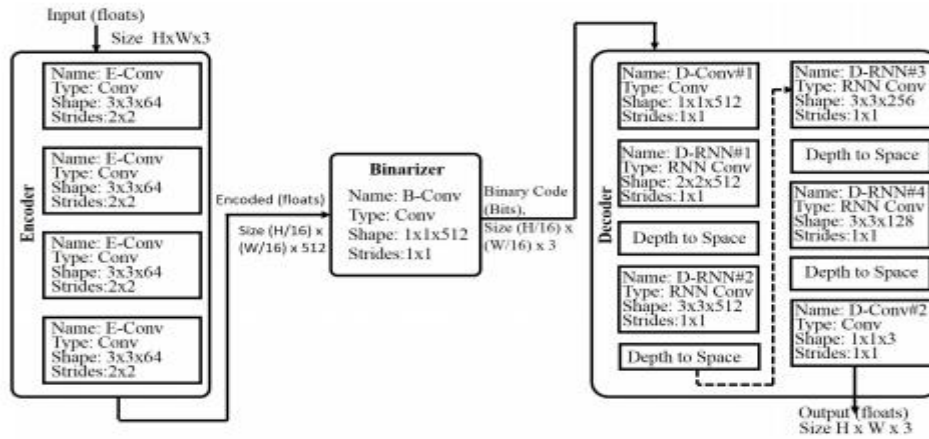 Input (floats)
Size HxWx3
Encoder
Name: E-Conv
Type: Conv
Shape: 3x3x64
Strides:2x2
Name: E-Conv
Type: Conv
Shape: 3x3x64
Strides:2x2
Name: E-Conv
Type: Conv
Shape: 3x3x64
Strides:2x2
Name: E-Conv
Type: Conv
Shape: 3x3x64
Strides:2x2
Encoded (floats)
Size (H/16) x
(W/16) x 512
Binarizer
Name: B-Conv
Type: Conv
Shape: 1x1x512
Strides:1x1
Binary Code
(Bits),
Size (H/16) x
(W/16) x 3
Decoder
Name: D-Conv#1
Type: Conv
Shape: 1x1x512
Strides:1x1
Name: D-RNN#1
Type: RNN Conv
Shape: 2x2x512
Strides:1x1
Depth to Space
Name: D-RNN#2
Type: RNN Conv
Shape: 3x3x512
Strides:1x1
Depth to Space
Name: D-RNN#3
Type: RNN Conv
Shape: 3x3x256
Strides:1x1
Depth to Space
Name: D-RNN#4
Type: RNN Conv
Shape: 3x3x128
Strides:1x1
Depth to Space
Name: D-Conv#2
Type: Conv
Shape: 1x1x3
Strides:1x1
Output (floats)
Size H x W x 3